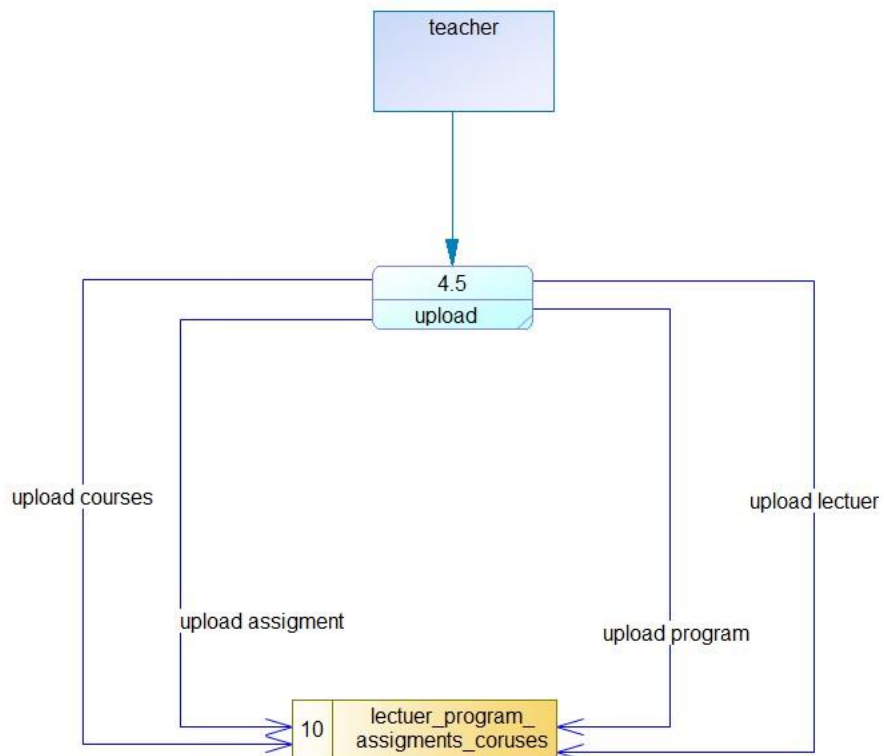 teacher
4.5
upload
upload courses
upload lectuer
upload assigment
upload program
10
lectuer_program_
assigments_coruses